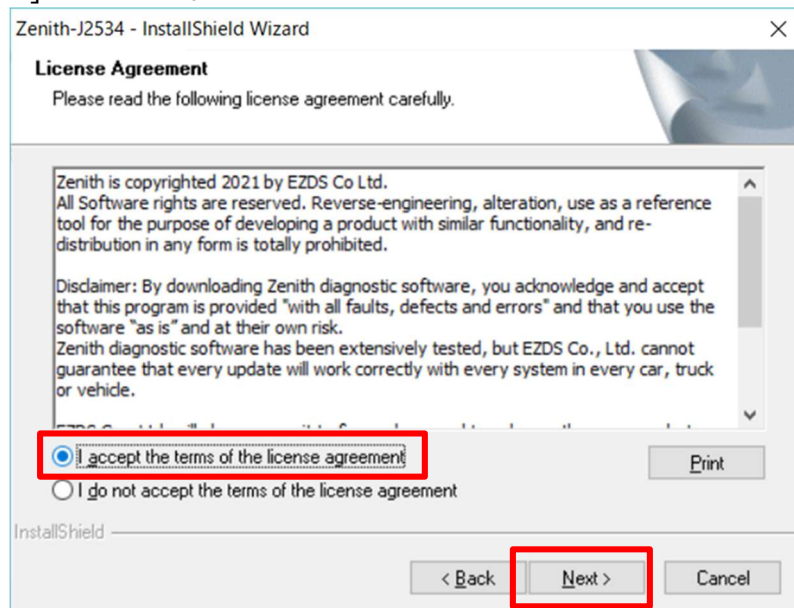 Zenith-J2534 - InstallShield Wizard
License Agreement
Please read the following license agreement carefully.
Zenith is copyrighted 2021 by EZDS Co Ltd.
All Software rights are reserved. Reverse-engineering, alteration, use as a reference
tool for the purpose of developing a product with similar functionality, and re-
distribution in any form is totally prohibited.
Disclaimer: By downloading Zenith diagnostic software, you acknowledge and accept
that this program is provided "with all faults, defects and errors" and that you use the
software "as is" and at their own risk.
Zenith diagnostic software has been extensively tested, but EZDS Co., Ltd. cannot
guarantee that every update will work correctly with every system in every car, truck
or vehicle.
I accept the terms of the license agreement
Print
I do not accept the terms of the license agreement
InstallShield
< Back
Next >
Cancel